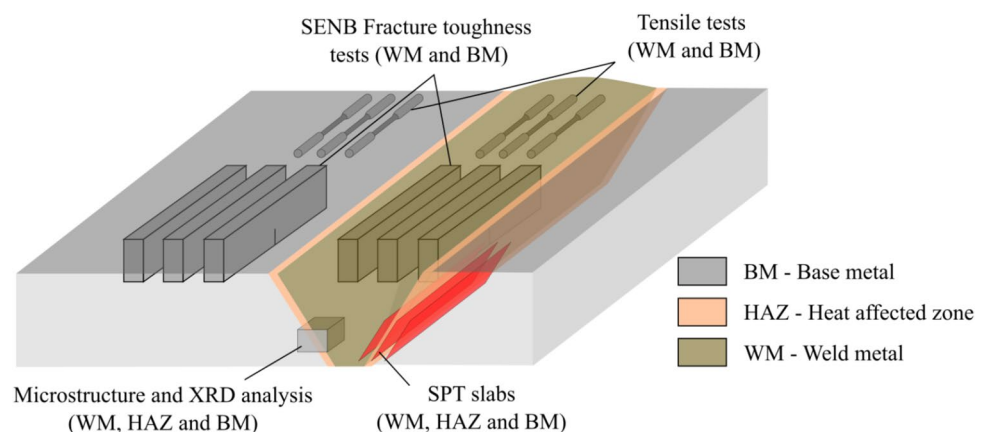 SENB Fracture toughness
tests (WM and BM)
Tensile tests
(WM and BM)
BM - Base metal
HAZ - Heat affected zone
WM - Weld metal
Microstructure and XRD analysis
(WM, HAZ and BM)
SPT slabs
(WM, HAZ and BM)